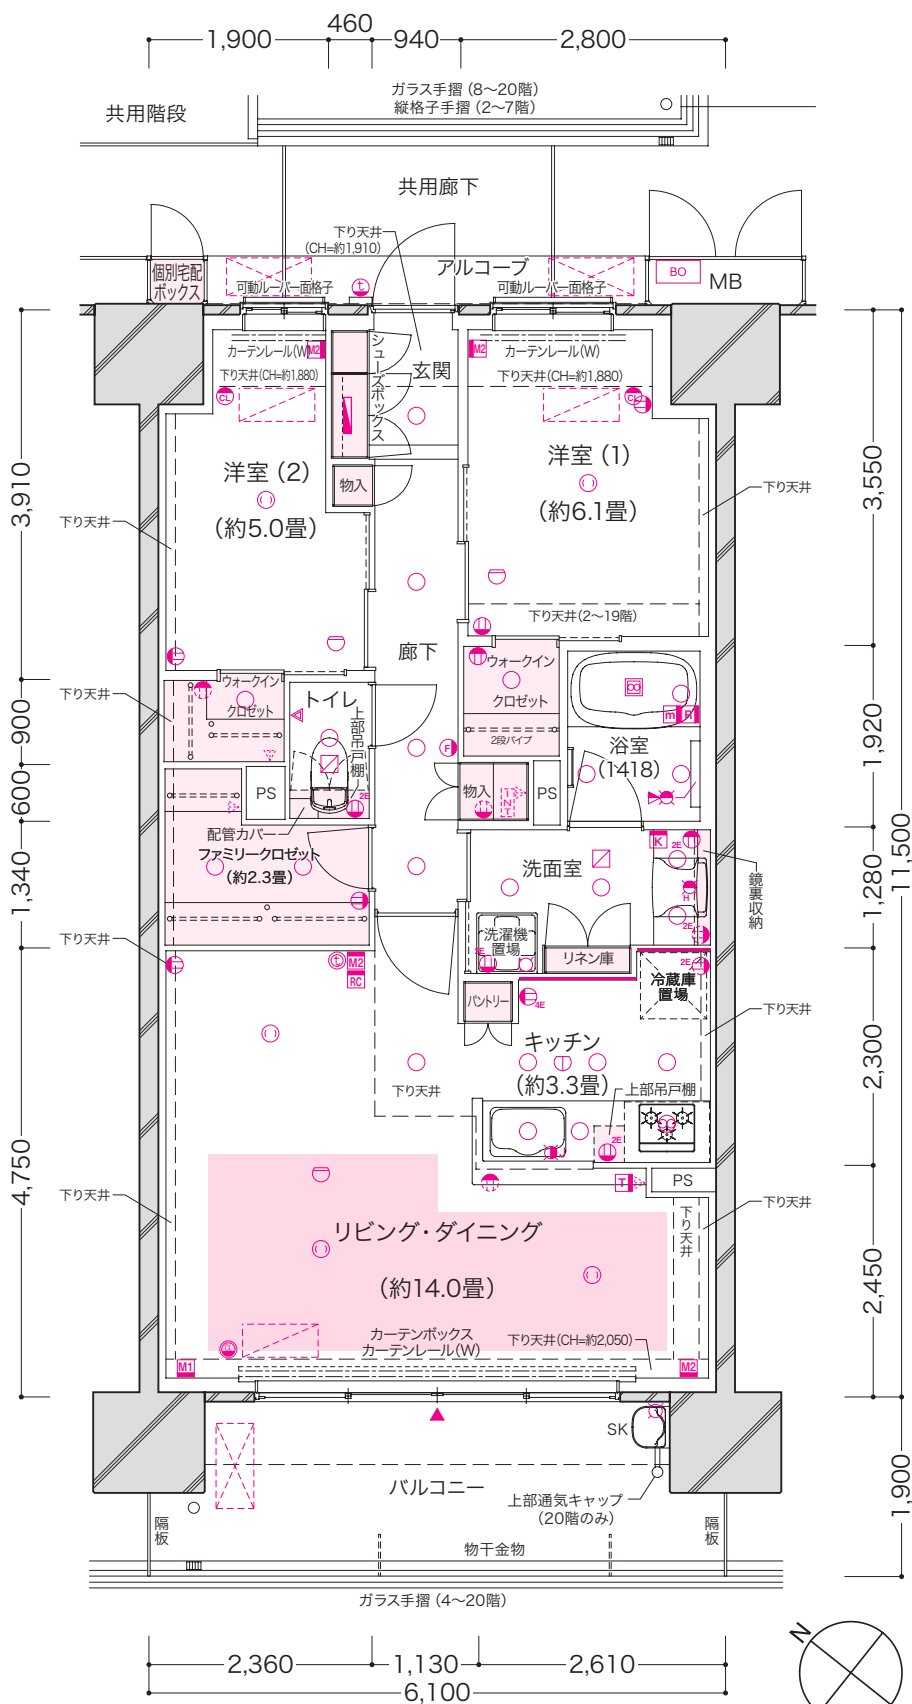 460
1,900
940
2,800
ガラス手摺 (8〜20階)
縦格子手摺 (2〜7階)
共用階段
共用廊下
下り天井
(CH=約1,910)
アルコーブ
個別宅配
ボックス
可動ルーバー面格子
可動ルーバー面格子
BO
MB
t
カーテンレール(W)
M2
シューズボックス
玄関
M2
カーテンレール(W)
下り天井(CH=約1,880)
下り天井(CH=約1,880)
CL
CL
洋室 (2)
(約5.0畳)
物入
洋室 (1)
(約6.1畳)
下り天井
下り天井
3,910
3,550
下り天井(2〜19階)
廊下
下り天井
ウォークイン
クロゼット
トイレ
上部吊戸棚
ウォークイン
クロゼット
2段パイプ
F
m
R
浴室
(1418)
900
1,920
600
PS
2E
物入
INT
PS
配管カバー
ファミリークロゼット
(約2.3畳)
1,340
洗面室
K
2E
H
2E
鏡裏収納
1,280
11,500
洗濯機
置場
2E
リネン庫
下り天井
t
M2
RC
パントリー
4E
2E
冷蔵庫
置場
下り天井
キッチン
(約3.3畳)
下り天井
上部吊戸棚
2E
2,300
4,750
T
PS
下り天井
下り天井
下り天井
リビング・ダイニング
(約14.0畳)
2,450
カーテンボックス
カーテンレール(W)
下り天井(CH=約2,050)
M1
M2
SK
バルコニー
上部通気キャップ
(20階のみ)
1,900
隔板
隔板
物干金物
ガラス手摺 (4〜20階)
N
2,360
1,130
2,610
6,100